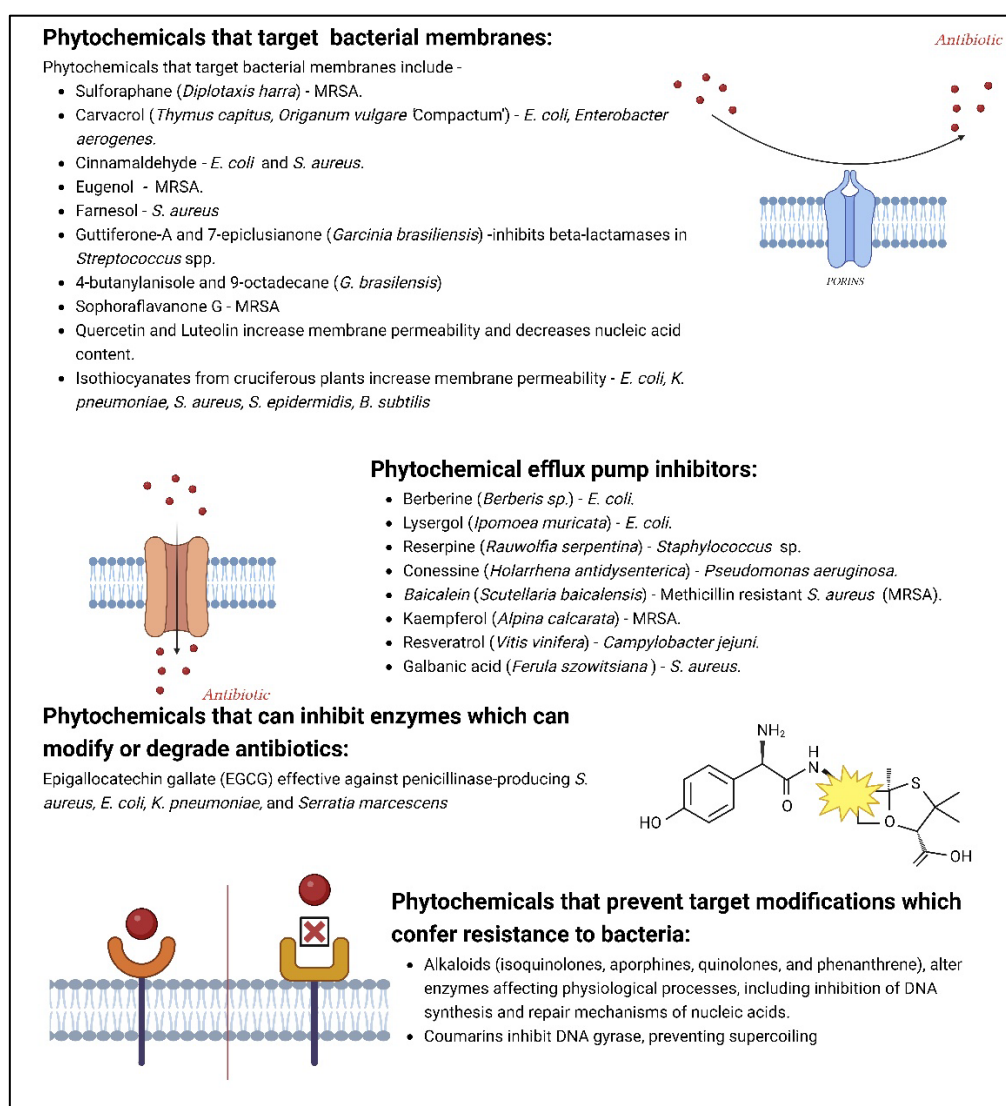 Phytochemicals that target bacterial membranes:
Antibiotic
Phytochemicals that target bacterial membranes include -
• Sulforaphane (Diplotaxis harra) - MRSA.
• Carvacrol (Thymus capitus, Origanum vulgare 'Compactum') - E. coli, Enterobacter
aerogenes.
• Cinnamaldehyde - E. coli and S. aureus.
• Eugenol - MRSA.
• Farnesol - S. aureus
• Guttiferone-A and 7-epiclusianone (Garcinia brasiliensis) -inhibits beta-lactamases in
Streptococcus spp.
• 4-butanylanisole and 9-octadecane (G. brasilensis)
• Sophoraflavanone G - MRSA
• Quercetin and Luteolin increase membrane permeability and decreases nucleic acid
content.
• Isothiocyanates from cruciferous plants increase membrane permeability - E. coli, K.
pneumoniae, S. aureus, S. epidermidis, B. subtilis
PORINS
Phytochemical efflux pump inhibitors:
• Berberine (Berberis sp.) - E. coli.
• Lysergol (Ipomoea muricata) - E. coli.
• Reserpine (Rauwolfia serpentina) - Staphylococcus sp.
• Conessine (Holarrhena antidysenterica) - Pseudomonas aeruginosa.
• Baicalein (Scutellaria baicalensis) - Methicillin resistant S. aureus (MRSA).
• Kaempferol (Alpina calcarata) - MRSA.
• Resveratrol (Vitis vinifera) - Campylobacter jejuni.
• Galbanic acid (Ferula szowitsiana ) - S. aureus.
Antibiotic
Phytochemicals that can inhibit enzymes which can
modify or degrade antibiotics:
Epigallocatechin gallate (EGCG) effective against penicillinase-producing S.
aureus, E. coli, K. pneumoniae, and Serratia marcescens
NH₂
H
N
S
O
O
HO
OH
Phytochemicals that prevent target modifications which
confer resistance to bacteria:
• Alkaloids (isoquinolones, aporphines, quinolones, and phenanthrene), alter
enzymes affecting physiological processes, including inhibition of DNA
synthesis and repair mechanisms of nucleic acids.
• Coumarins inhibit DNA gyrase, preventing supercoiling